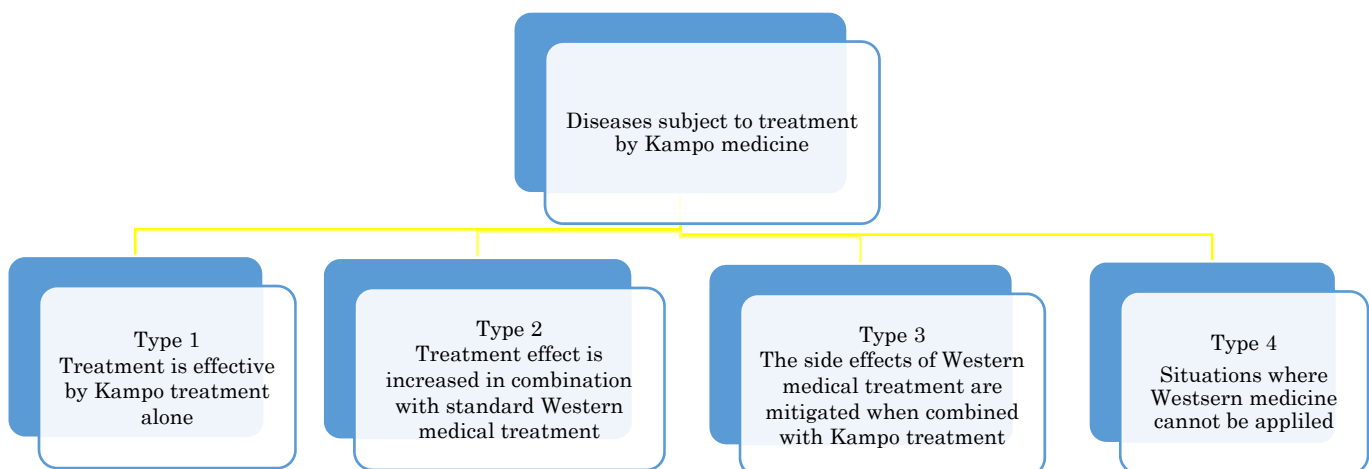 Diseases subject to treatment
by Kampo medicine
Type 1
Treatment is effective
by Kampo treatment
alone
Type 2
Treatment effect is
increased in combination
with standard Western
medical treatment
Type 3
The side effects of Western
medical treatment are
mitigated when combined
with Kampo treatment
Type 4
Situations where
Westsern medicine
cannot be appliled